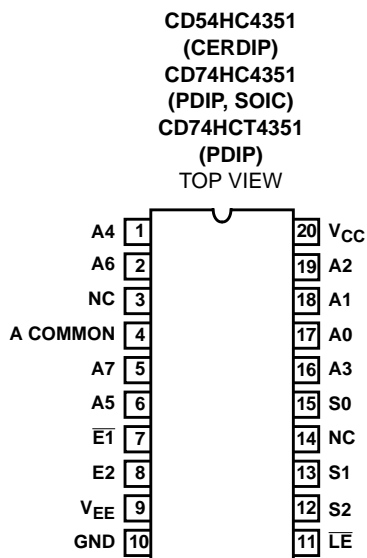 CD54HC4351
(CERDIP)
CD74HC4351
(PDIP, SOIC)
CD74HCT4351
(PDIP)
TOP VIEW
A4 1 20 VCC
A6 2 19 A2
NC 3 18 A1
A COMMON 4 17 A0
A7 5 16 A3
A5 6 15 S0
E1 7 14 NC
E2 8 13 S1
VEE 9 12 S2
GND 10 11 LE